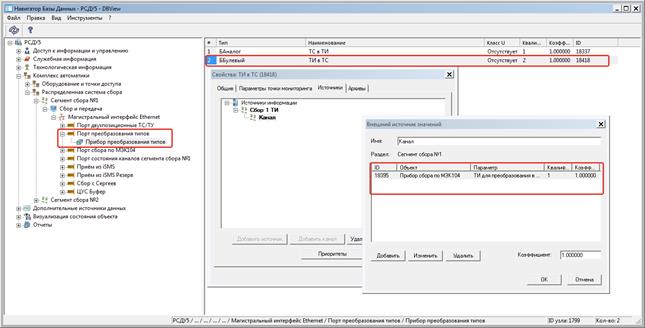 Навигатор Базы Данных - РСДУ5 - DBView
Файл Правка Вид Инструменты ?
РСДУ5
Доступ к информации и управлению
Служебная информация
Технологическая информация
Комплекс автоматики
Оборудование и точки доступа
Распределенная система сбора
Сегмент сбора №1
Сбор и передача
Магистральный интерфейс Ethernet
Порт двухпозиционные ТС/ТУ
Порт преобразования типов
Прибор преобразования типов
Порт сбора по МЭК104
Порт состояния каналов сегмента сбора №1
Приём из iSMS
Приём из iSMS Резерв
Сбор с Сергеев
ЦУС Буфер
Сегмент сбора №2
Дополнительные источники данных
Визуализация состояния объекта
Отчеты
# Тип Наименование Класс U Квали... Коэфф... ID
1 БАналог ТС в ТИ Отсутствует 1 1.000000 18337
2 ББулевый ТИ в ТС Отсутствует 2 1.000000 18418
Свойства: ТИ в ТС (18418)
Общие Параметры точки мониторинга Источники Архивы
Источники информации
Сбор 1 ТИ
Канал
Добавить источник Добавить канал Удал
Приоритеты
Внешний источник значений
Имя: Канал
Раздел: Сегмент сбора №1
ID Объект Параметр Квалив... Коэфф...
18395 Прибор сбора по МЭК104 ТИ для преобразования в ... 1 1.000000
Добавить Изменить Удалить Коэффициент: 1.000000
OK Отмена
РСДУ5 / ... / ... / ... / ... / Магистральный интерфейс Ethernet / Порт преобразования типов / Прибор преобразования типов ID узла:1799 Кол-во: 2